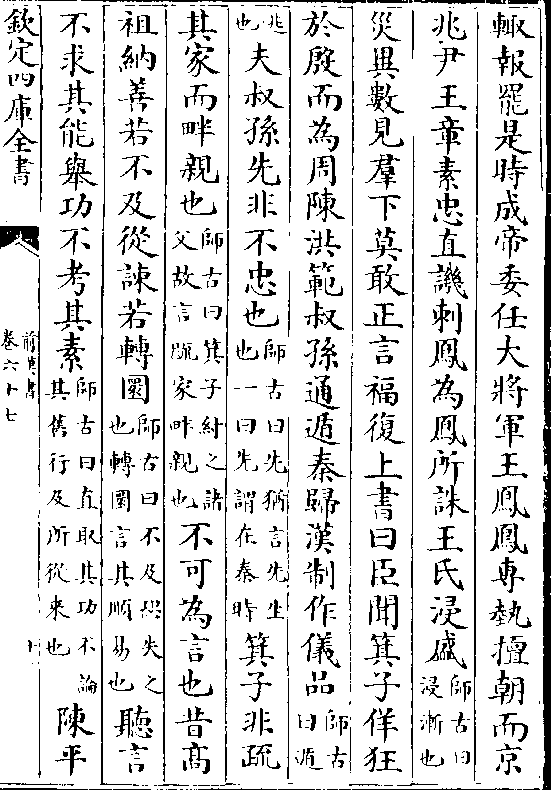 輙報罷是時成帝委任大將軍王鳳鳳專埶擅朝而京
兆尹王章素忠直譏刺鳳為鳳所誅王氏浸盛師古曰浸漸也
災異數見羣下莫敢正言福復上書曰臣聞箕子佯狂
於殷而為周陳洪範叔孫通遁秦歸漢制作儀品師古曰遁
逃也夫叔孫先非不忠也師古曰先猶言先生也一曰先謂在秦時箕子非疏
其家而畔親也師古曰箕子紂之諸父故言疏家畔親也不可為言也昔髙
祖納善若不及從諫若轉圜師古曰不及恐失之也轉圜言其順易也聽言
不求其能舉功不考其素師古曰直取其功不論其舊行及所從來也陳平
欽定四庫全書
前漢書
卷六十七